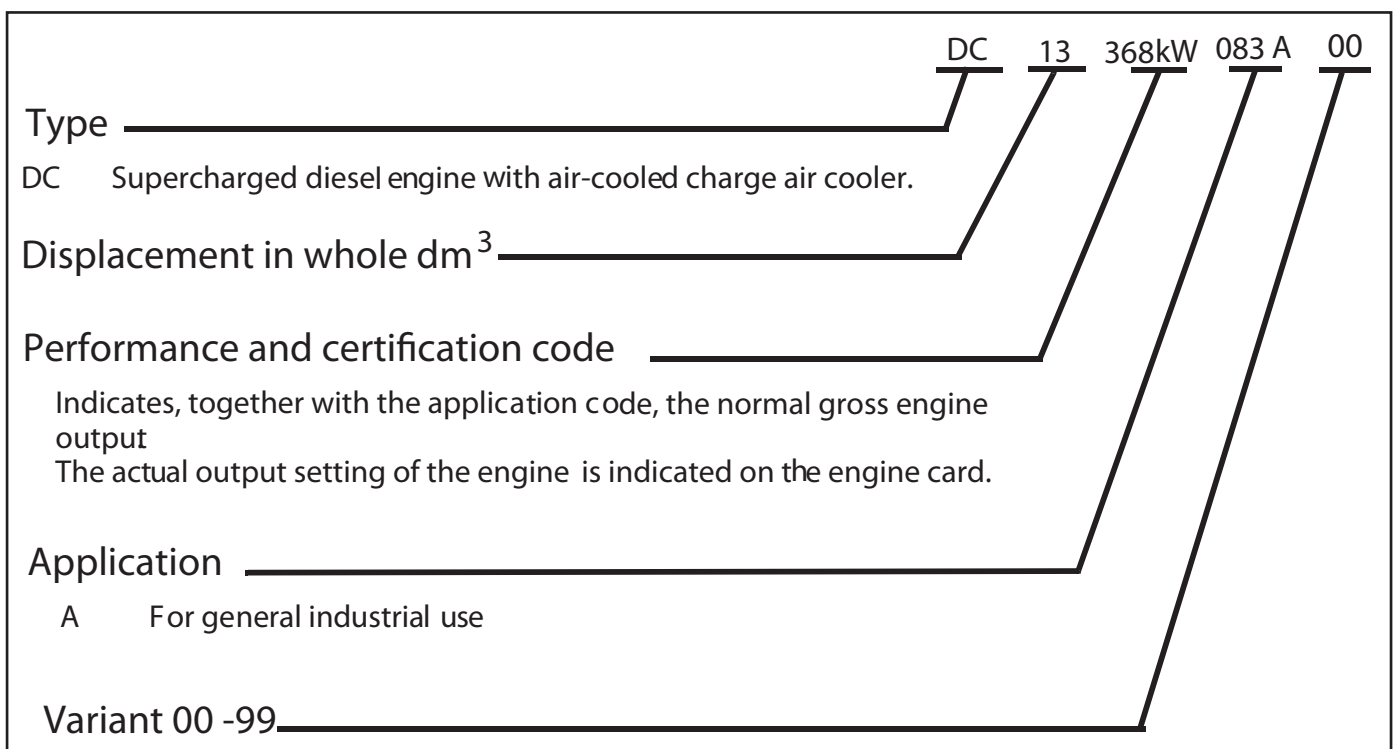 DC 13 368kW 083 A 00
Type
DC Supercharged diesel engine with air-cooled charge air cooler.
Displacement in whole dm³
Performance and certification code
Indicates, together with the application code, the normal gross engine
output.
The actual output setting of the engine is indicated on the engine card.
Application
A For general industrial use
Variant 00 -99